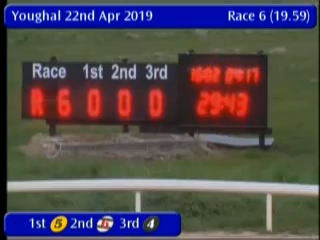 Youghal 22nd Apr 2019 Race 6 (19.59)
Race 1st 2nd 3rd
R 6 0 0 0
29:43
1st 5 2nd 6 3rd 4